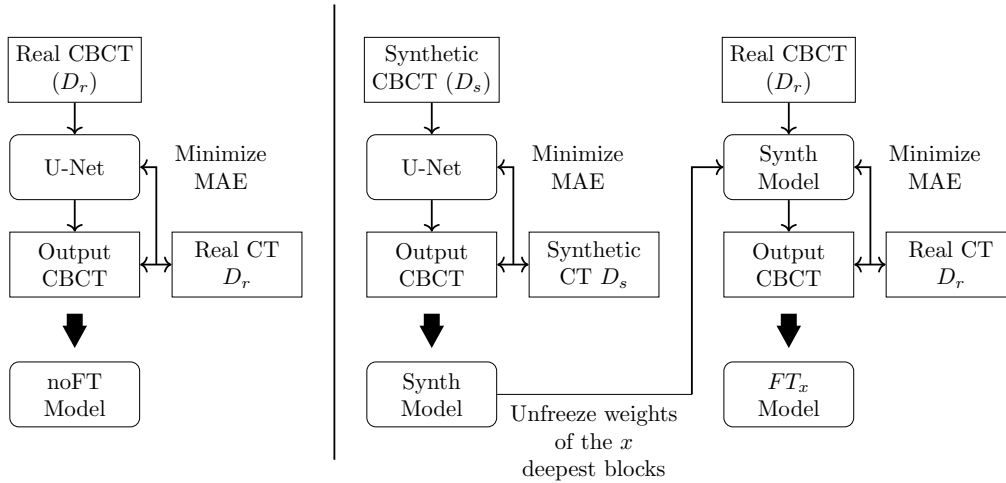 Real CBCT
(D_r)
U-Net
Minimize
MAE
Output
CBCT
Real CT
D_r
noFT
Model
Synthetic
CBCT (D_s)
U-Net
Minimize
MAE
Output
CBCT
Synthetic
CT D_s
Synth
Model
Unfreeze weights
of the x
deepest blocks
Real CBCT
(D_r)
Synth
Model
Minimize
MAE
Output
CBCT
Real CT
D_r
FT_x
Model